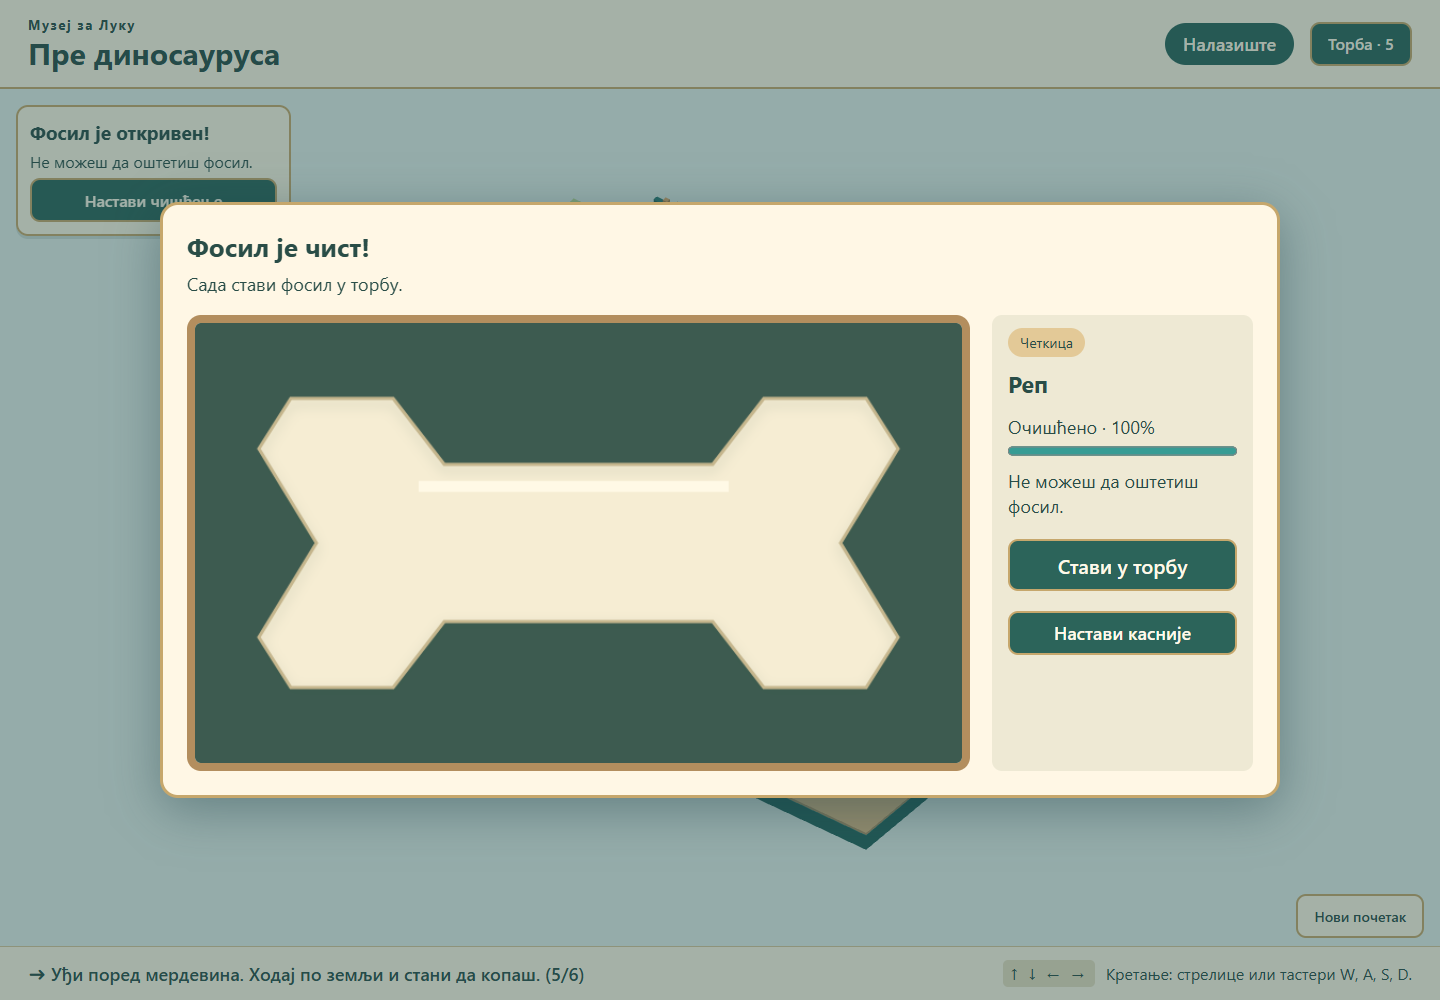 Музеј за Луку
Пре диносауруса
Налазиште
Торба · 5
Фосил је откривен!
Не можеш да оштетиш фосил.
Настави чишћење
Фосил је чист!
Сада стави фосил у торбу.
Четкица
Реп
Очишћено · 100%
Не можеш да оштетиш
фосил.
Стави у торбу
Настави касније
Нови почетак
→ Уђи поред мердевина. Ходај по земљи и стани да копаш. (5/6)
↑ ↓ ← → Кретање: стрелице или тастери W, A, S, D.